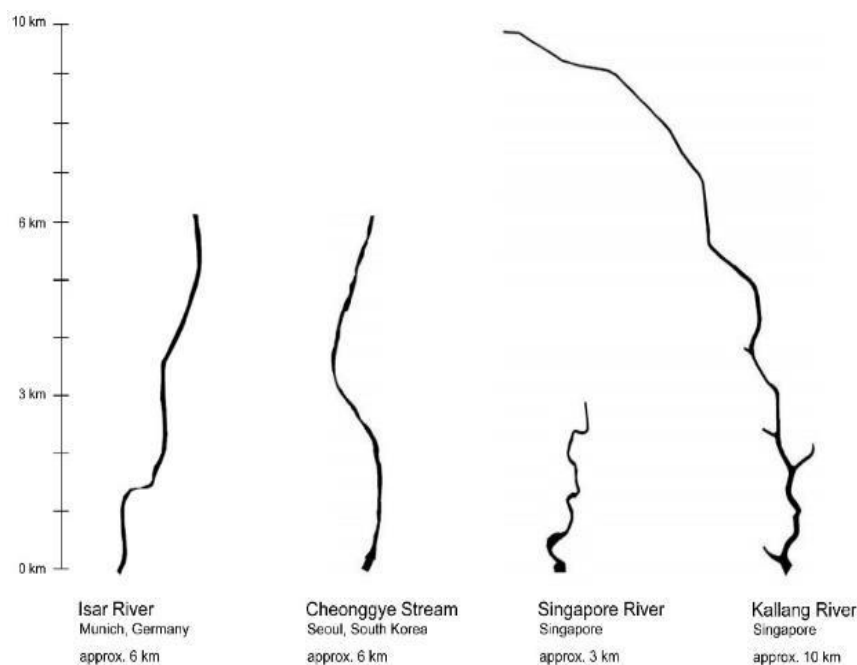 10 km
6 km
3 km
0 km
Isar River
Munich, Germany
approx. 6 km
Cheonggye Stream
Seoul, South Korea
approx. 6 km
Singapore River
Singapore
approx. 3 km
Kallang River
Singapore
approx. 10 km